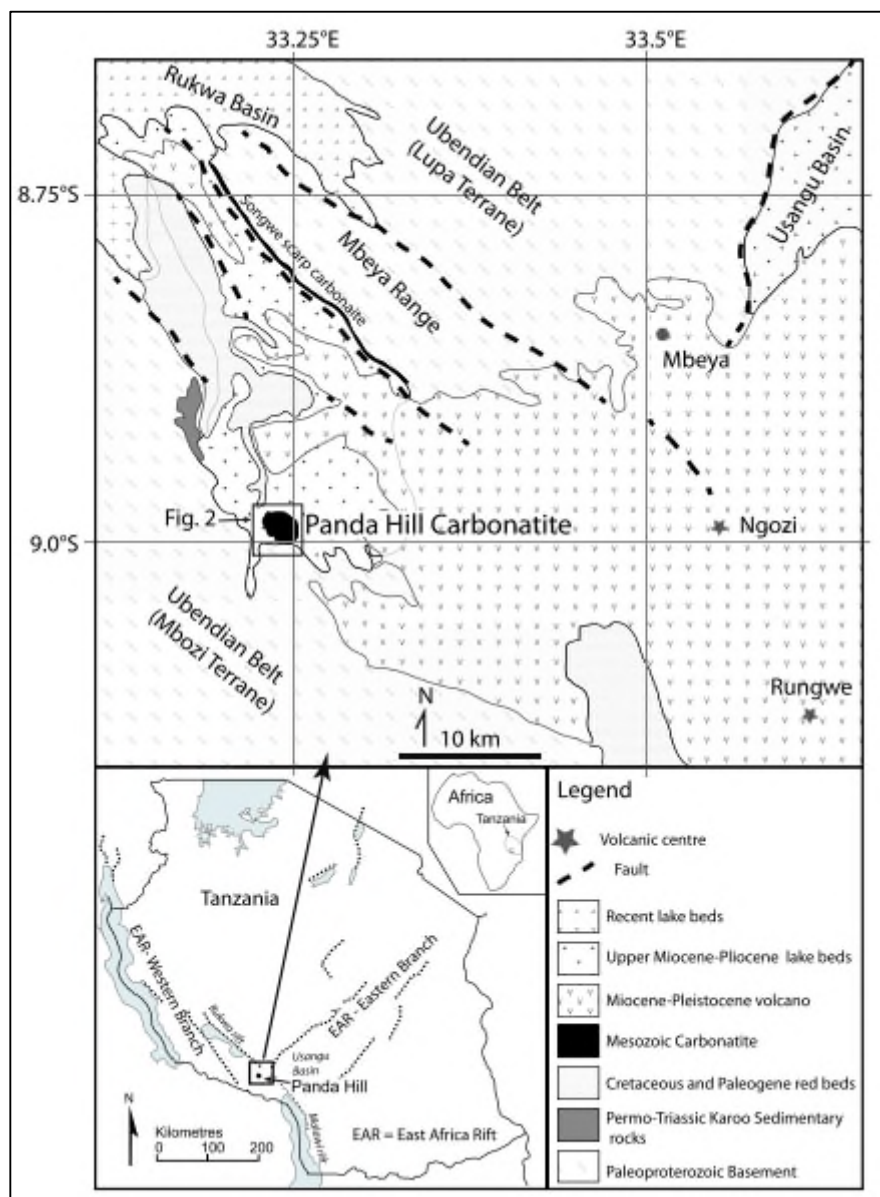 33.25°E
33.5°E
Rukwa Basin
Ubendian Belt
(Lupa Terrane)
Usangu Basin
8.75°S
Songwe scarp carbonaite
Mbeya Range
Mbeya
Fig. 2
Panda Hill Carbonatite
Ngozi
9.0°S
Ubendian Belt
(Mbozi Terrane)
Rungwe
N
10 km
Africa
Tanzania
Tanzania
EAR- Western Branch
EAR - Eastern Branch
Rukwa rift
Usangu
Basin
Panda Hill
Malawi rift
N
Kilometres
0 100 200
EAR = East Africa Rift
Legend
Volcanic centre
Fault
Recent lake beds
Upper Miocene-Pliocene lake beds
Miocene-Pleistocene volcano
Mesozoic Carbonatite
Cretaceous and Paleogene red beds
Permo-Triassic Karoo Sedimentary
rocks
Paleoproterozoic Basement